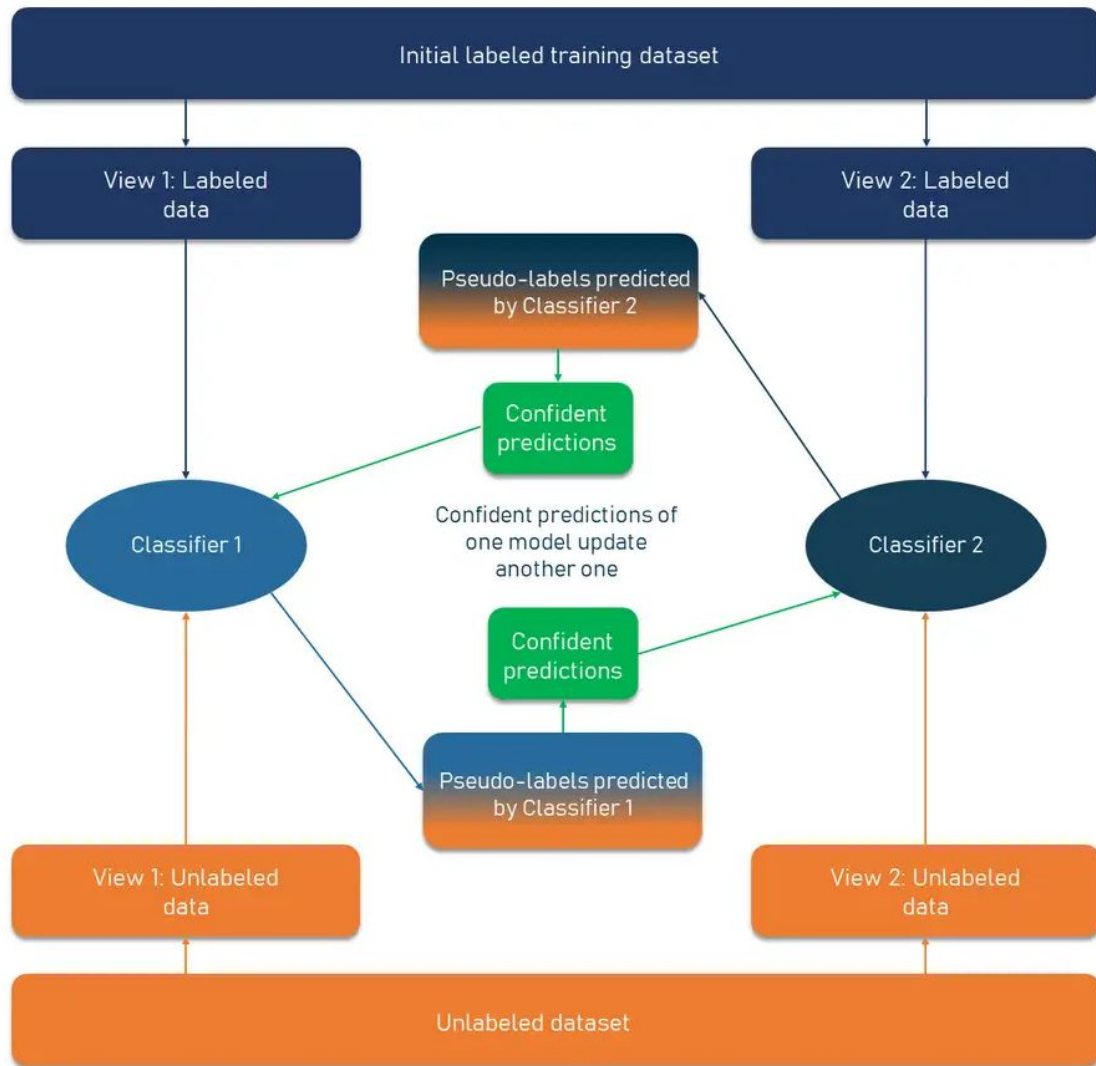 Initial labeled training dataset
View 1: Labeled
data
View 2: Labeled
data
Pseudo-labels predicted
by Classifier 2
Confident
predictions
Classifier 1
Confident predictions of
one model update
another one
Classifier 2
Confident
predictions
Pseudo-labels predicted
by Classifier 1
View 1: Unlabeled
data
View 2: Unlabeled
data
Unlabeled dataset